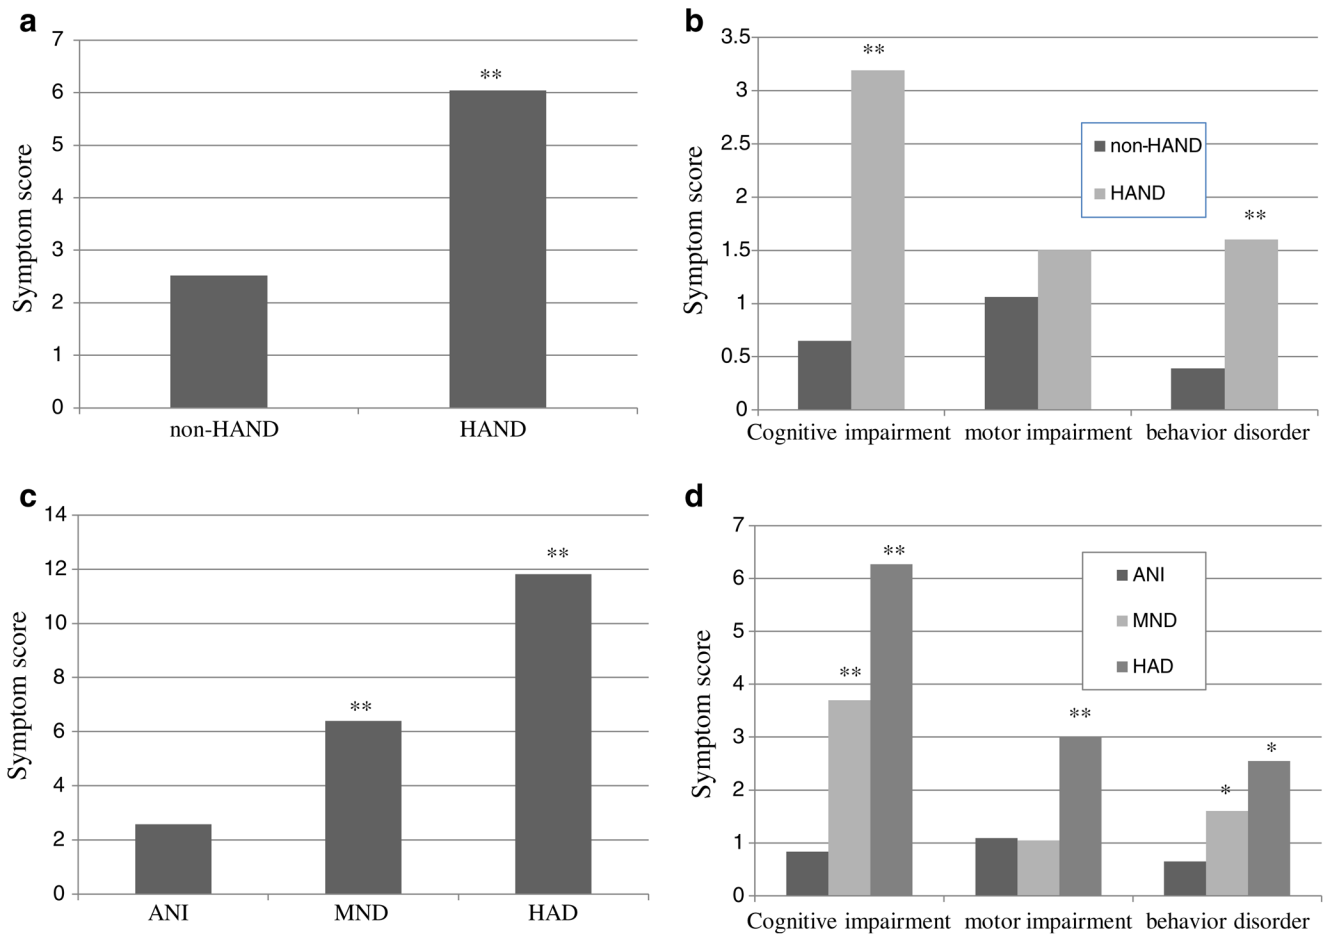 a
7
6
5
4
3
2
1
0
Symptom score
**
non-HAND HAND
b
3.5
3
2.5
2
1.5
1
0.5
0
Symptom score
**
**
non-HAND
HAND
Cognitive impairment motor impairment behavior disorder
c
14
12
10
8
6
4
2
0
Symptom score
**
**
ANI MND HAD
d
7
6
5
4
3
2
1
0
Symptom score
**
**
**
*
*
ANI
MND
HAD
Cognitive impairment motor impairment behavior disorder